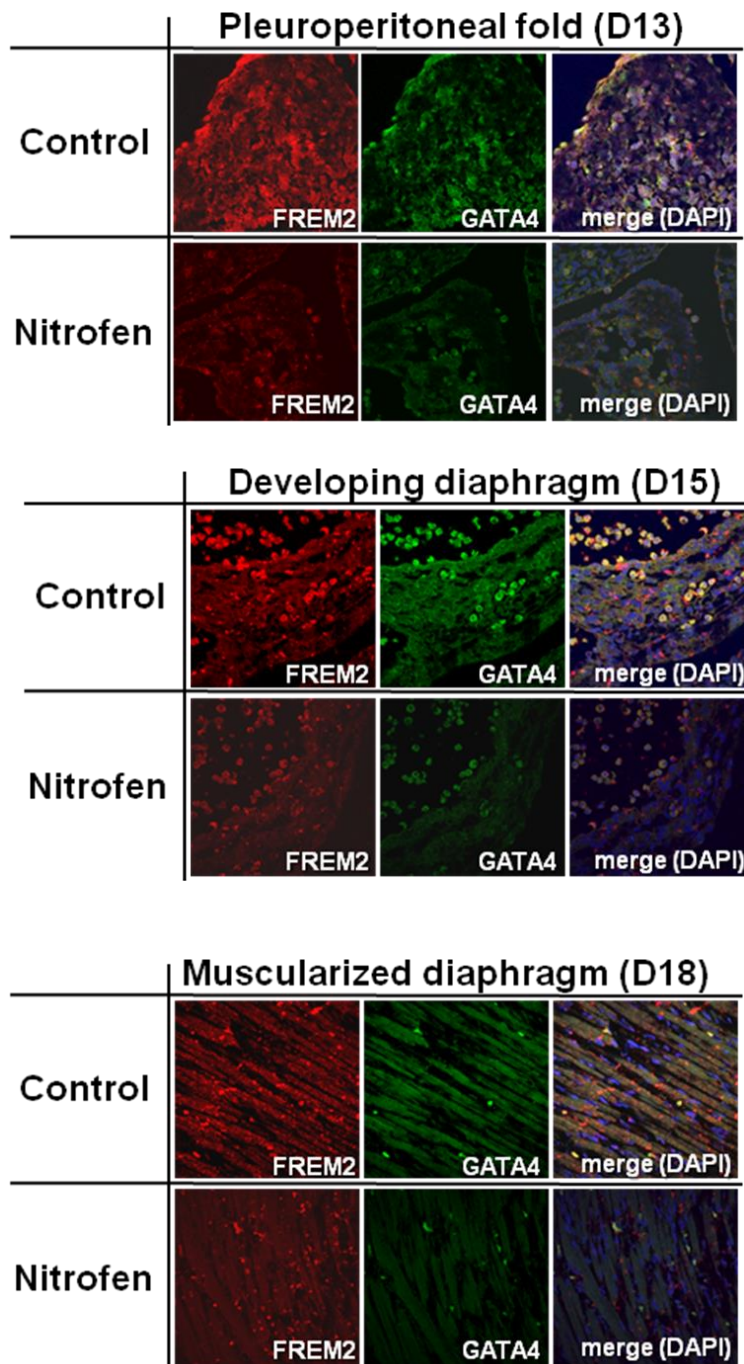 Pleuroperitoneal fold (D13)
Control
FREM2 GATA4 merge (DAPI)
Nitrofen
FREM2 GATA4 merge (DAPI)
Developing diaphragm (D15)
Control
FREM2 GATA4 merge (DAPI)
Nitrofen
FREM2 GATA4 merge (DAPI)
Muscularized diaphragm (D18)
Control
FREM2 GATA4 merge (DAPI)
Nitrofen
FREM2 GATA4 merge (DAPI)